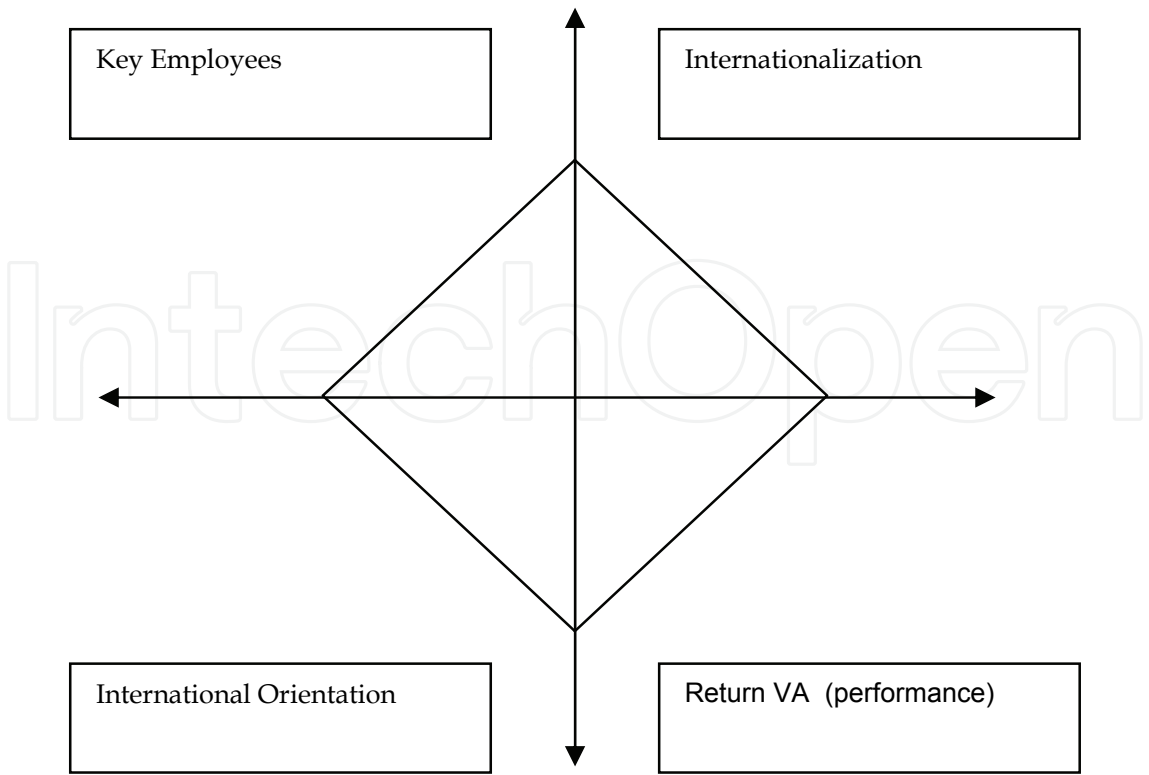 Key Employees
Internationalization
IntechOpen
International Orientation
Return VA (performance)